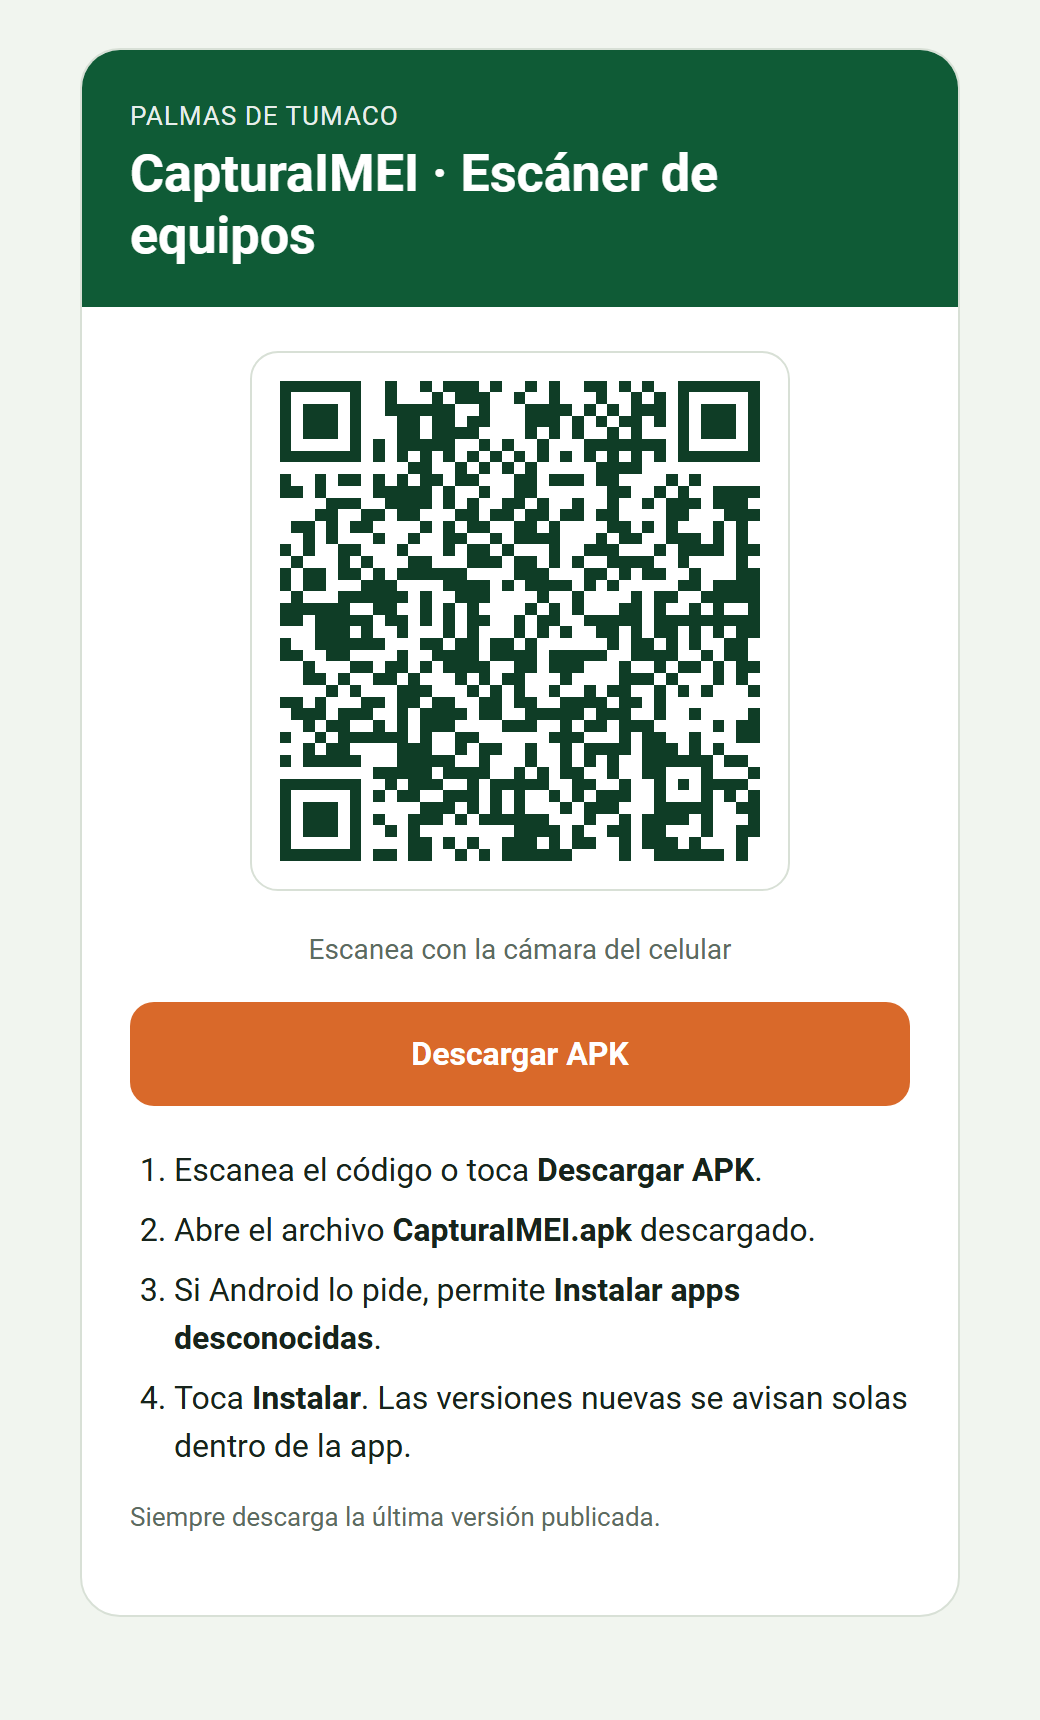 PALMAS DE TUMACO
CapturaIMEI · Escáner de
equipos
Escanea con la cámara del celular
Descargar APK
1. Escanea el código o toca Descargar APK.
2. Abre el archivo CapturaIMEI.apk descargado.
3. Si Android lo pide, permite Instalar apps
desconocidas.
4. Toca Instalar. Las versiones nuevas se avisan solas
dentro de la app.
Siempre descarga la última versión publicada.